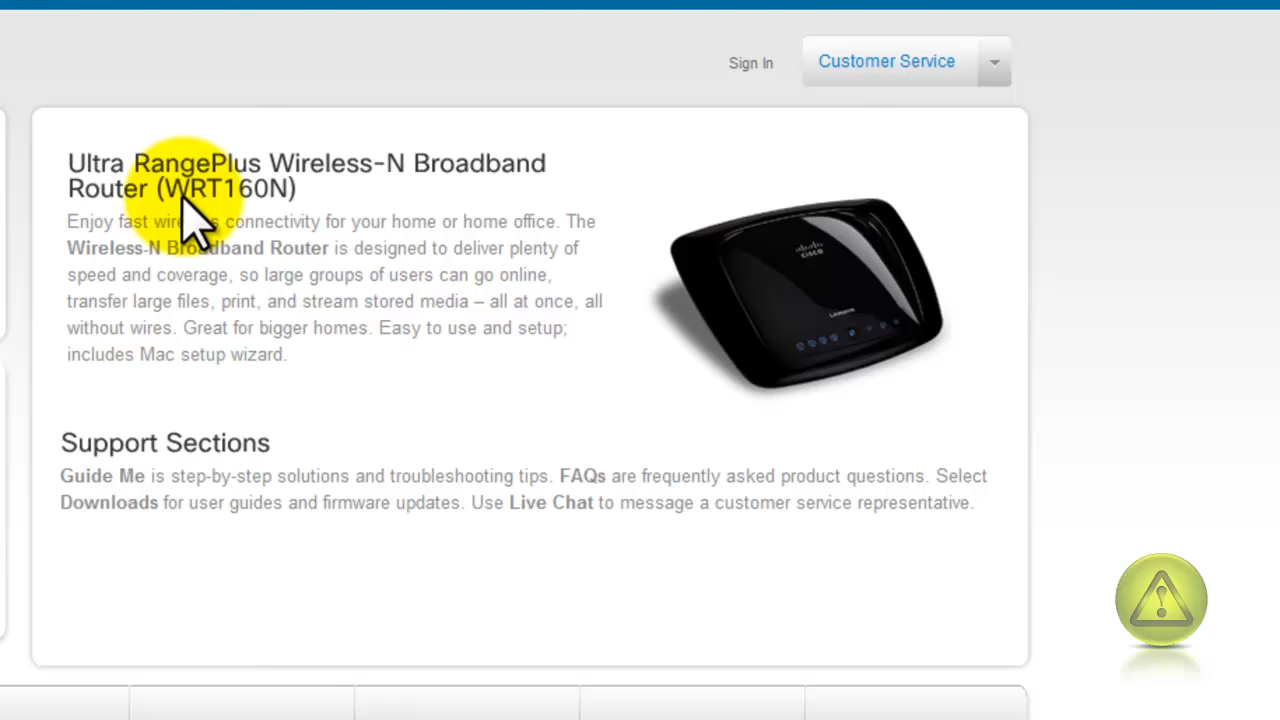 Sign In
Customer Service
Ultra RangePlus Wireless-N Broadband
Router (WRT160N)
Enjoy fast wireless connectivity for your home or home office. The
Wireless-N Broadband Router is designed to deliver plenty of
speed and coverage, so large groups of users can go online,
transfer large files, print, and stream stored media – all at once, all
without wires. Great for bigger homes. Easy to use and setup;
includes Mac setup wizard.
CISCO
LINKSYS
Support Sections
Guide Me is step-by-step solutions and troubleshooting tips. FAQs are frequently asked product questions. Select
Downloads for user guides and firmware updates. Use Live Chat to message a customer service representative.